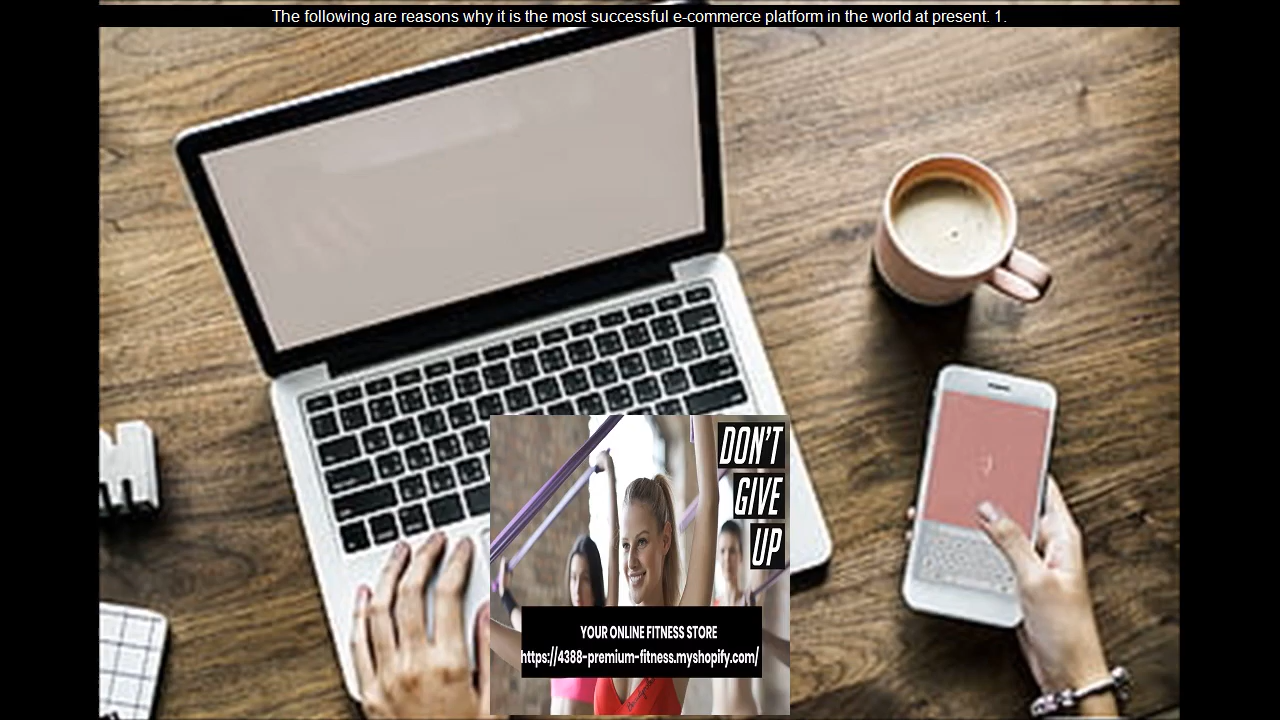 The following are reasons why it is the most successful e-commerce platform in the world at present. 1.
DON'T
GIVE
UP
YOUR ONLINE FITNESS STORE
https://4388-premium-fitness.myshopify.com/